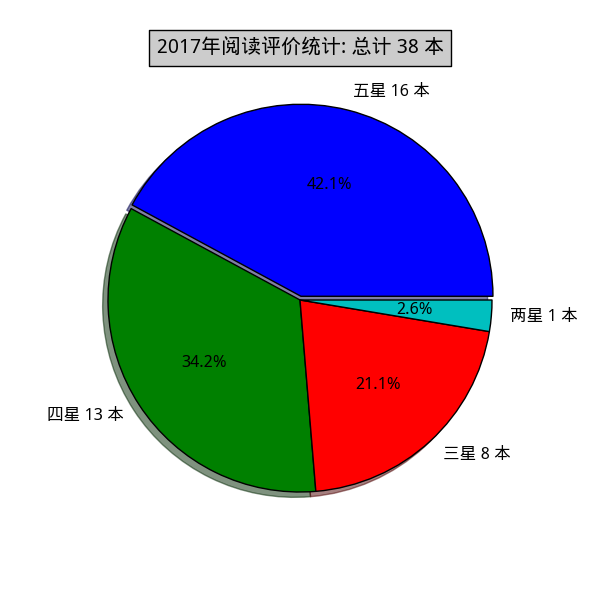 2017年阅读评价统计: 总计 38 本
五星 16 本
42.1%
2.6%
两星 1 本
34.2%
21.1%
四星 13 本
三星 8 本